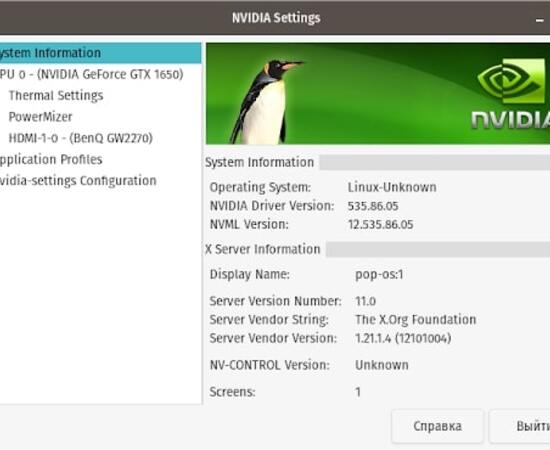 NVIDIA Settings
ystem Information
PU 0 - (NVIDIA GeForce GTX 1650)
Thermal Settings
PowerMizer
HDMI-1-0 - (BenQ GW2270)
pplication Profiles
vidia-settings Configuration
NVIDIA
System Information
Operating System: Linux-Unknown
NVIDIA Driver Version: 535.86.05
NVML Version: 12.535.86.05
X Server Information
Display Name: pop-os:1
Server Version Number: 11.0
Server Vendor String: The X.Org Foundation
Server Vendor Version: 1.21.1.4 (12101004)
NV-CONTROL Version: Unknown
Screens: 1
Справка
Выйти